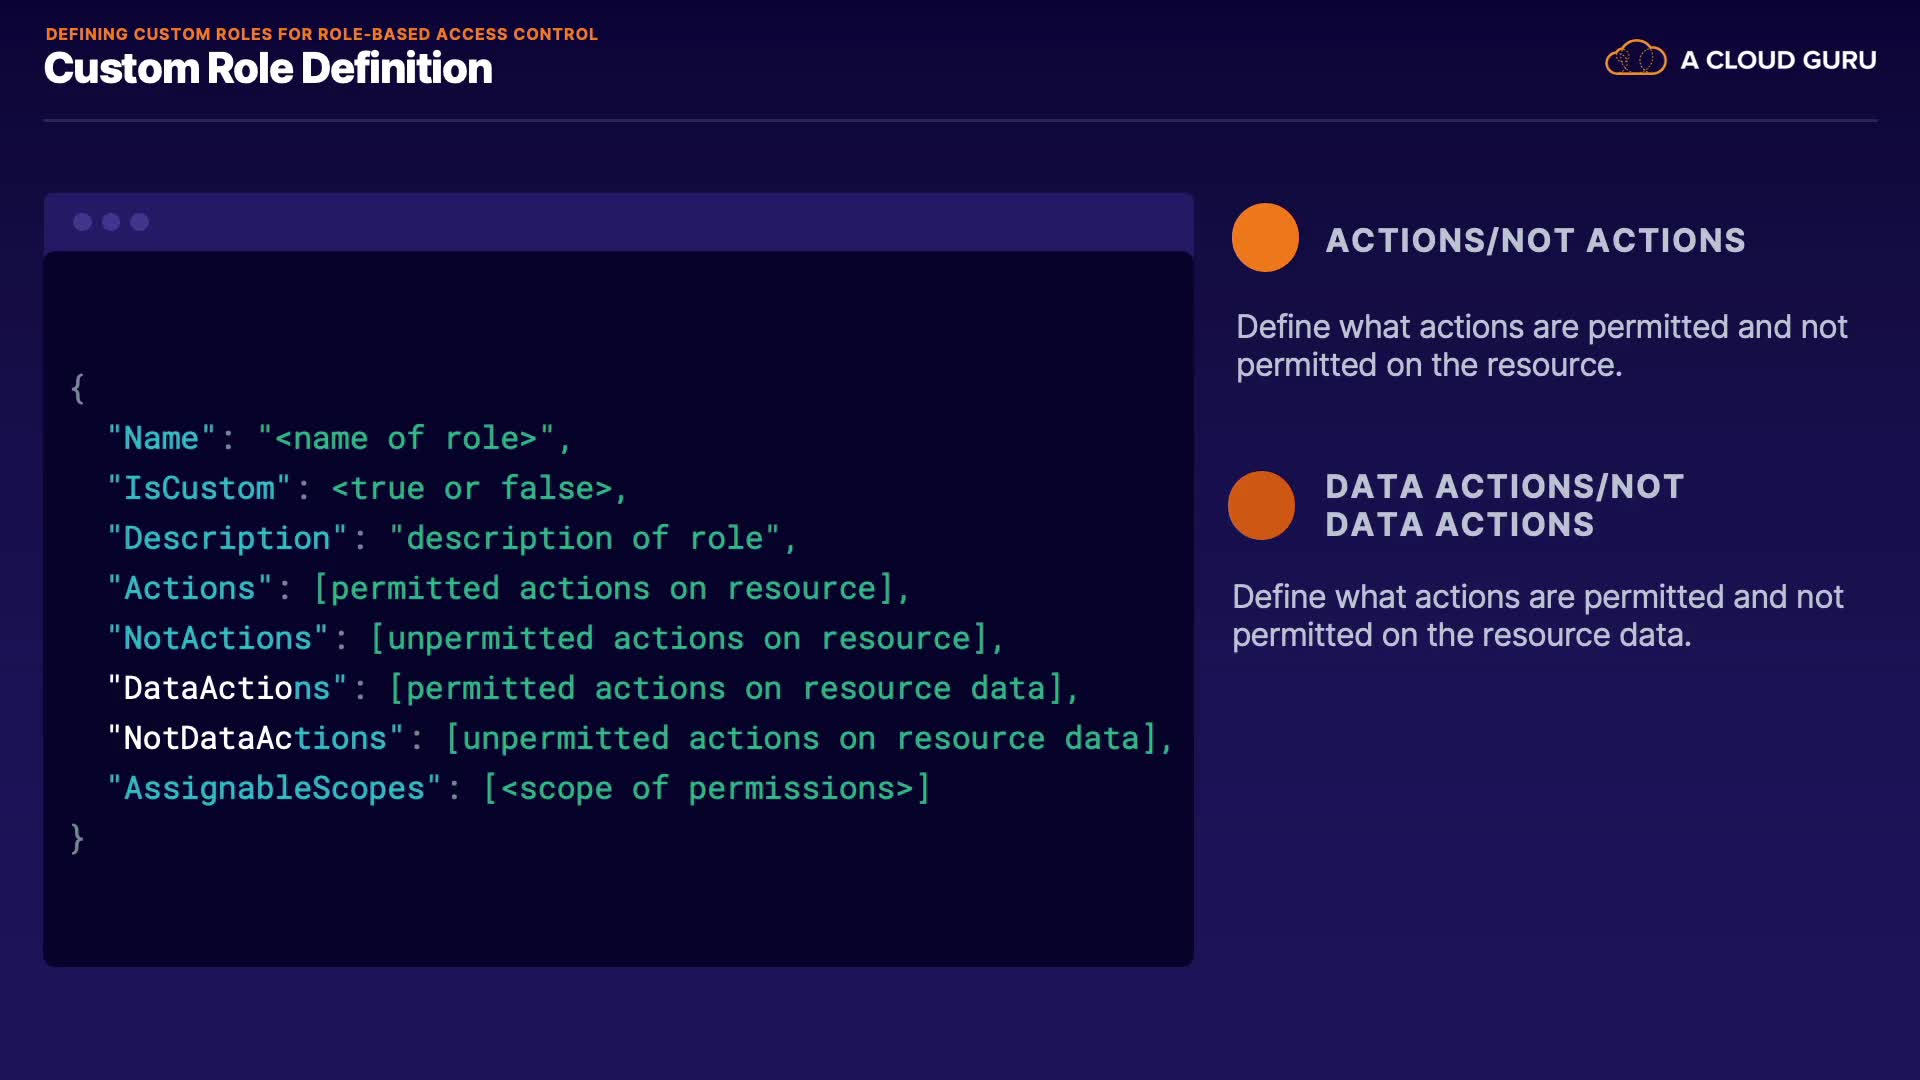 DEFINING CUSTOM ROLES FOR ROLE-BASED ACCESS CONTROL
Custom Role Definition
A CLOUD GURU
{
"Name": "<name of role>",
"IsCustom": <true or false>,
"Description": "description of role",
"Actions": [permitted actions on resource],
"NotActions": [unpermitted actions on resource],
"DataActions": [permitted actions on resource data],
"NotDataActions": [unpermitted actions on resource data],
"AssignableScopes": [<scope of permissions>]
}
ACTIONS/NOT ACTIONS
Define what actions are permitted and not
permitted on the resource.
DATA ACTIONS/NOT
DATA ACTIONS
Define what actions are permitted and not
permitted on the resource data.